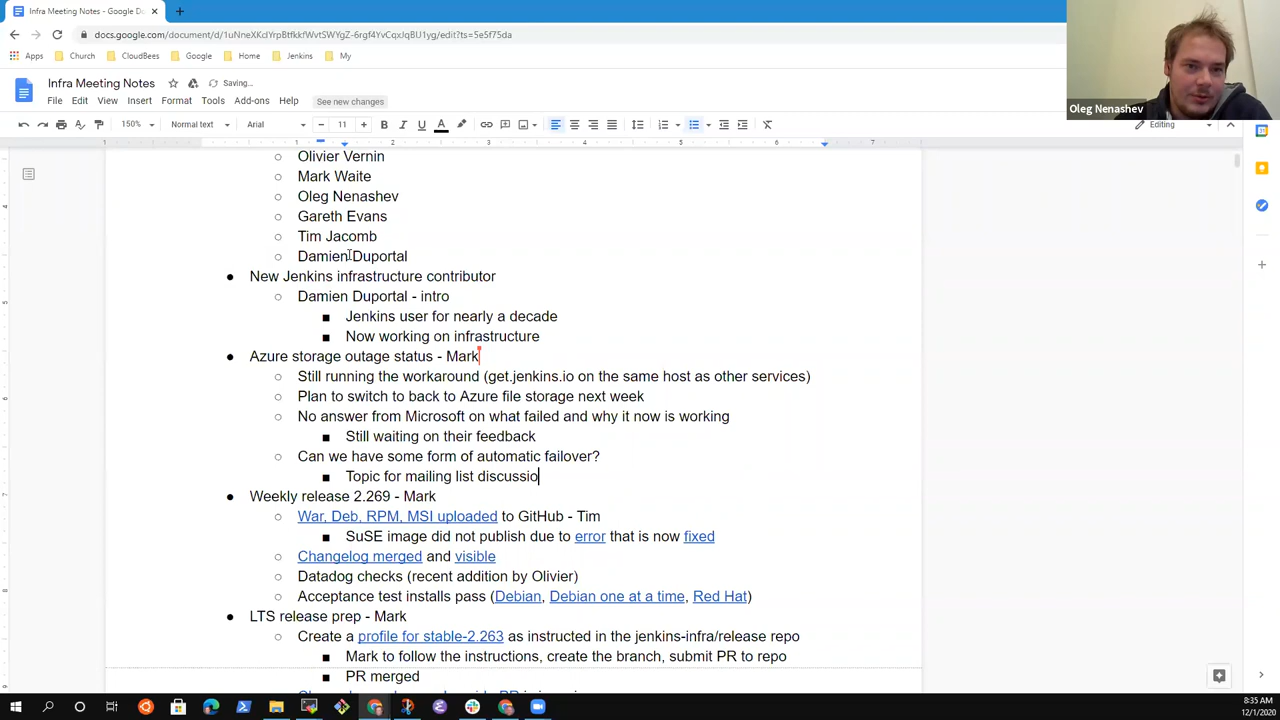 Infra Meeting Notes - Google Do
docs.google.com/document/d/1uNneXKcIYrpBtfkkfWvtSWYgZ-6rgf4YvCqxJqBU1yg/edit?ts=5e5f75da
Apps Church CloudBees Google Home Jenkins My
Infra Meeting Notes Saving...
File Edit View Insert Format Tools Add-ons Help See new changes
150% Normal text Arial 11 Editing
Oleg Nenashev
1 1 2 3 4 5 6 7
Olivier Vernin
Mark Waite
Oleg Nenashev
Gareth Evans
Tim Jacomb
Damien Duportal
New Jenkins infrastructure contributor
Damien Duportal - intro
Jenkins user for nearly a decade
Now working on infrastructure
Azure storage outage status - Mark
Still running the workaround (get.jenkins.io on the same host as other services)
Plan to switch to back to Azure file storage next week
No answer from Microsoft on what failed and why it now is working
Still waiting on their feedback
Can we have some form of automatic failover?
Topic for mailing list discussio
Weekly release 2.269 - Mark
War, Deb, RPM, MSI uploaded to GitHub - Tim
SuSE image did not publish due to error that is now fixed
Changelog merged and visible
Datadog checks (recent addition by Olivier)
Acceptance test installs pass (Debian, Debian one at a time, Red Hat)
LTS release prep - Mark
Create a profile for stable-2.263 as instructed in the jenkins-infra/release repo
Mark to follow the instructions, create the branch, submit PR to repo
PR merged
8:35 AM
12/1/2020